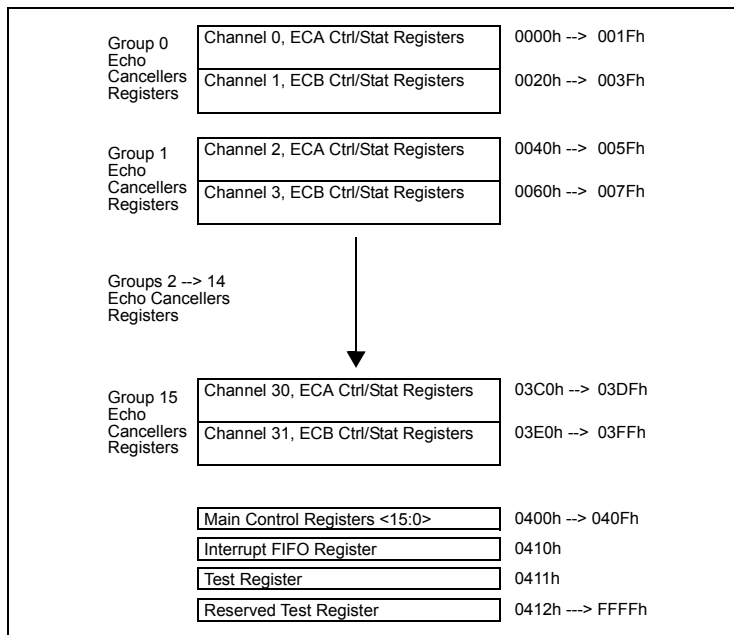 Group 0
Echo
Cancellers
Registers
Channel 0, ECA Ctrl/Stat Registers
0000h --> 001Fh
Channel 1, ECB Ctrl/Stat Registers
0020h --> 003Fh
Group 1
Echo
Cancellers
Registers
Channel 2, ECA Ctrl/Stat Registers
0040h --> 005Fh
Channel 3, ECB Ctrl/Stat Registers
0060h --> 007Fh
Groups 2 --> 14
Echo Cancellers
Registers
Group 15
Echo
Cancellers
Registers
Channel 30, ECA Ctrl/Stat Registers
03C0h --> 03DFh
Channel 31, ECB Ctrl/Stat Registers
03E0h --> 03FFh
Main Control Registers <15:0>
0400h --> 040Fh
Interrupt FIFO Register
0410h
Test Register
0411h
Reserved Test Register
0412h ---> FFFFh